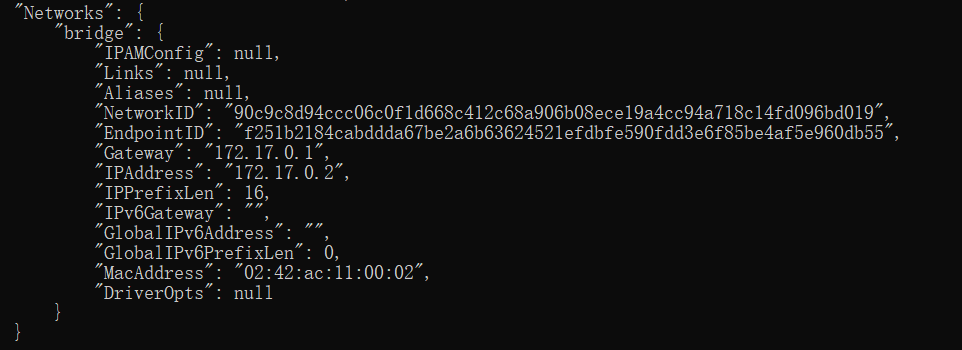 "Networks": {
"bridge": {
"IPAMConfig": null,
"Links": null,
"Aliases": null,
"NetworkID": "90c9c8d94ccc06c0f1d668c412c68a906b08ece19a4cc94a718c14fd096bd019",
"EndpointID": "f251b2184cabddda67be2a6b63624521efdbfe590fdd3e6f85be4af5e960db55",
"Gateway": "172.17.0.1",
"IPAddress": "172.17.0.2",
"IPPrefixLen": 16,
"IPv6Gateway": "",
"GlobalIPv6Address": "",
"GlobalIPv6PrefixLen": 0,
"MacAddress": "02:42:ac:11:00:02",
"DriverOpts": null
}
}